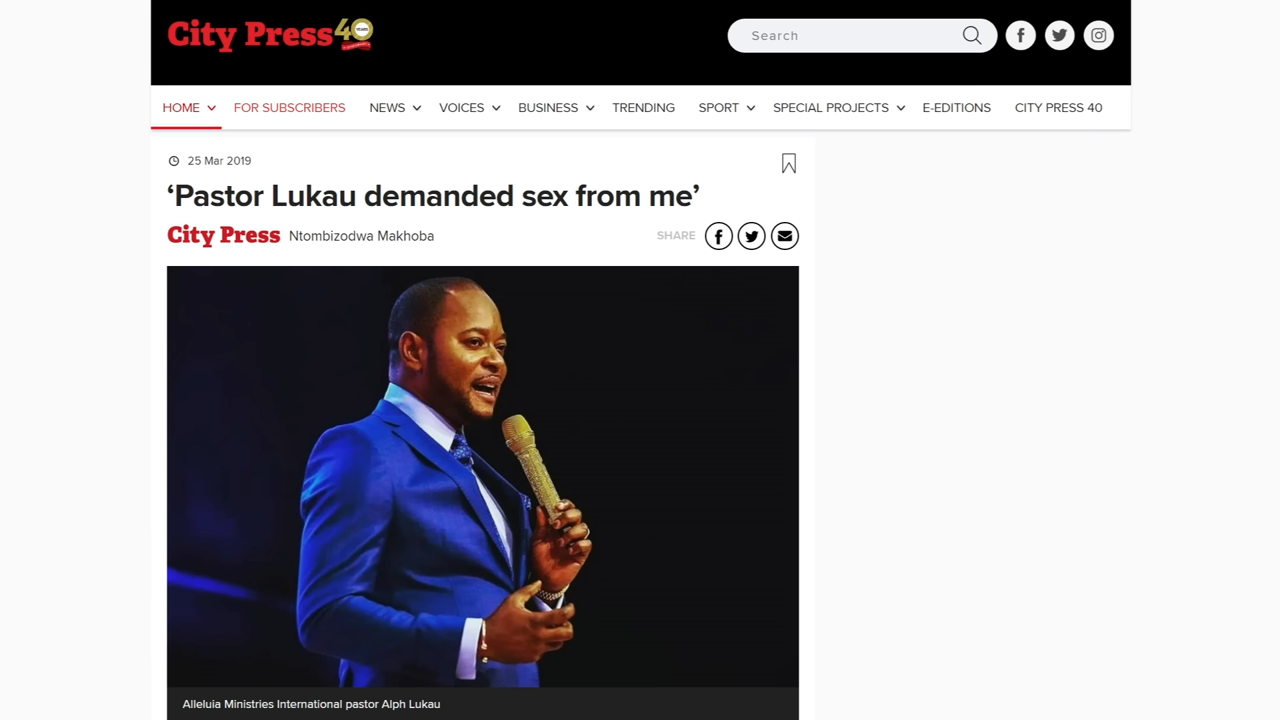 City Press 40
Search
HOME
FOR SUBSCRIBERS
NEWS
VOICES
BUSINESS
TRENDING
SPORT
SPECIAL PROJECTS
E-EDITIONS
CITY PRESS 40
25 Mar 2019
‘Pastor Lukau demanded sex from me’
City Press Ntombizodwa Makhoba
SHARE
Alleluia Ministries International pastor Alph Lukau